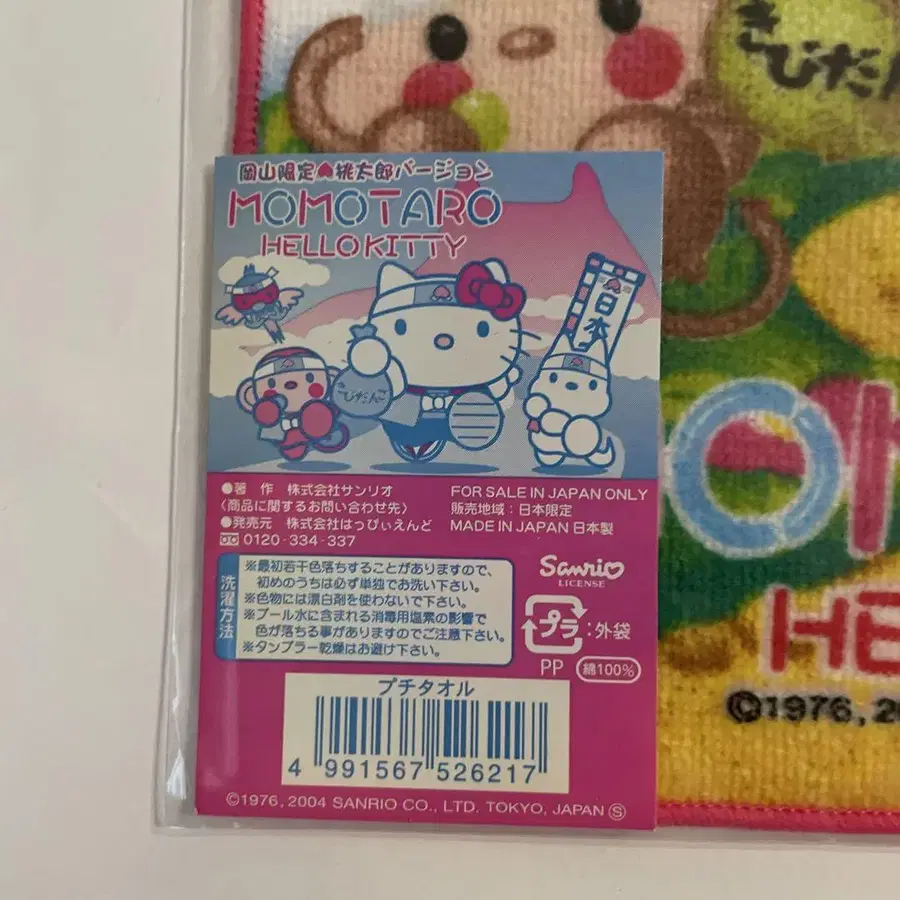 きびだん
岡山限定 桃太郎バージョン
MOMOTARO
HELLO KITTY
日本
きびだんご
●著 作 株式会社サンリオ
〈商品に関するお問い合わせ先〉
●発売元 株式会社はっぴぃえんど
0120-334-337
FOR SALE IN JAPAN ONLY
販売地域：日本限定
MADE IN JAPAN 日本製
洗濯方法
※最初若干色落ちすることがありますので、
初めのうちは必ず単独でお洗い下さい。
※色物には漂白剤を使わないで下さい。
※プール水に含まれる消毒用塩素の影響で
色が落ちる事がありますのでご注意下さい。
※タンブラー乾燥はお避け下さい。
Sanrio
LICENSE
プラ：外袋
PP 綿100%
プチタオル
4 991567 526217
©1976, 2004 SANRIO CO., LTD. TOKYO, JAPAN Ⓢ
OM
HE
©1976, 20